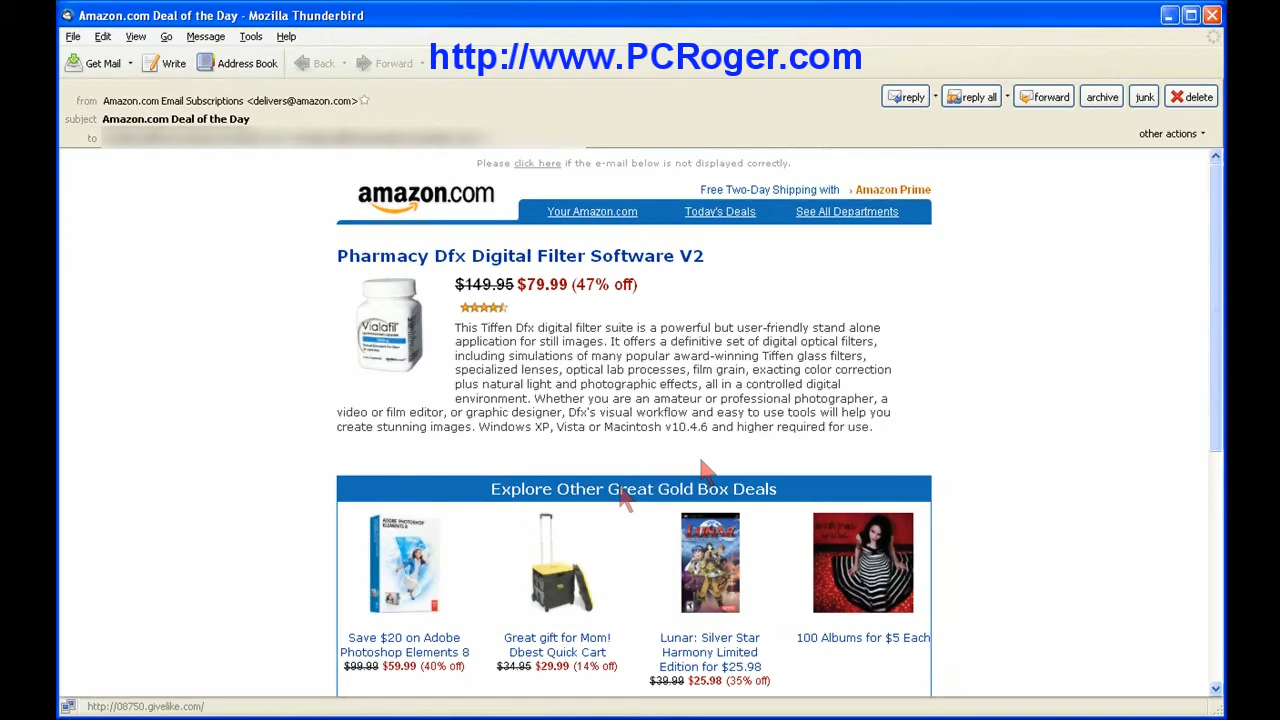 Amazon.com Deal of the Day - Mozilla Thunderbird
File Edit View Go Message Tools Help
http://www.PCRoger.com
Get Mail Write Address Book Back Forward
from Amazon.com Email Subscriptions <delivers@amazon.com>
reply reply all forward archive junk delete
subject Amazon.com Deal of the Day
to
other actions
Please click here if the e-mail below is not displayed correctly.
amazon.com
Free Two-Day Shipping with › Amazon Prime
Your Amazon.com Today's Deals See All Departments
Pharmacy Dfx Digital Filter Software V2
$149.95 $79.99 (47% off)
Vialafil
This Tiffen Dfx digital filter suite is a powerful but user-friendly stand alone
application for still images. It offers a definitive set of digital optical filters,
including simulations of many popular award-winning Tiffen glass filters,
specialized lenses, optical lab processes, film grain, exacting color correction
plus natural light and photographic effects, all in a controlled digital
environment. Whether you are an amateur or professional photographer, a
video or film editor, or graphic designer, Dfx's visual workflow and easy to use tools will help you
create stunning images. Windows XP, Vista or Macintosh v10.4.6 and higher required for use.
Explore Other Great Gold Box Deals
ADOBE PHOTOSHOP
ELEMENTS 8
LUNAR
Save $20 on Adobe
Photoshop Elements 8
$99.99 $59.99 (40% off)
Great gift for Mom!
Dbest Quick Cart
$34.95 $29.99 (14% off)
Lunar: Silver Star
Harmony Limited
Edition for $25.98
$39.99 $25.98 (35% off)
100 Albums for $5 Each
http://08750.givelike.com/